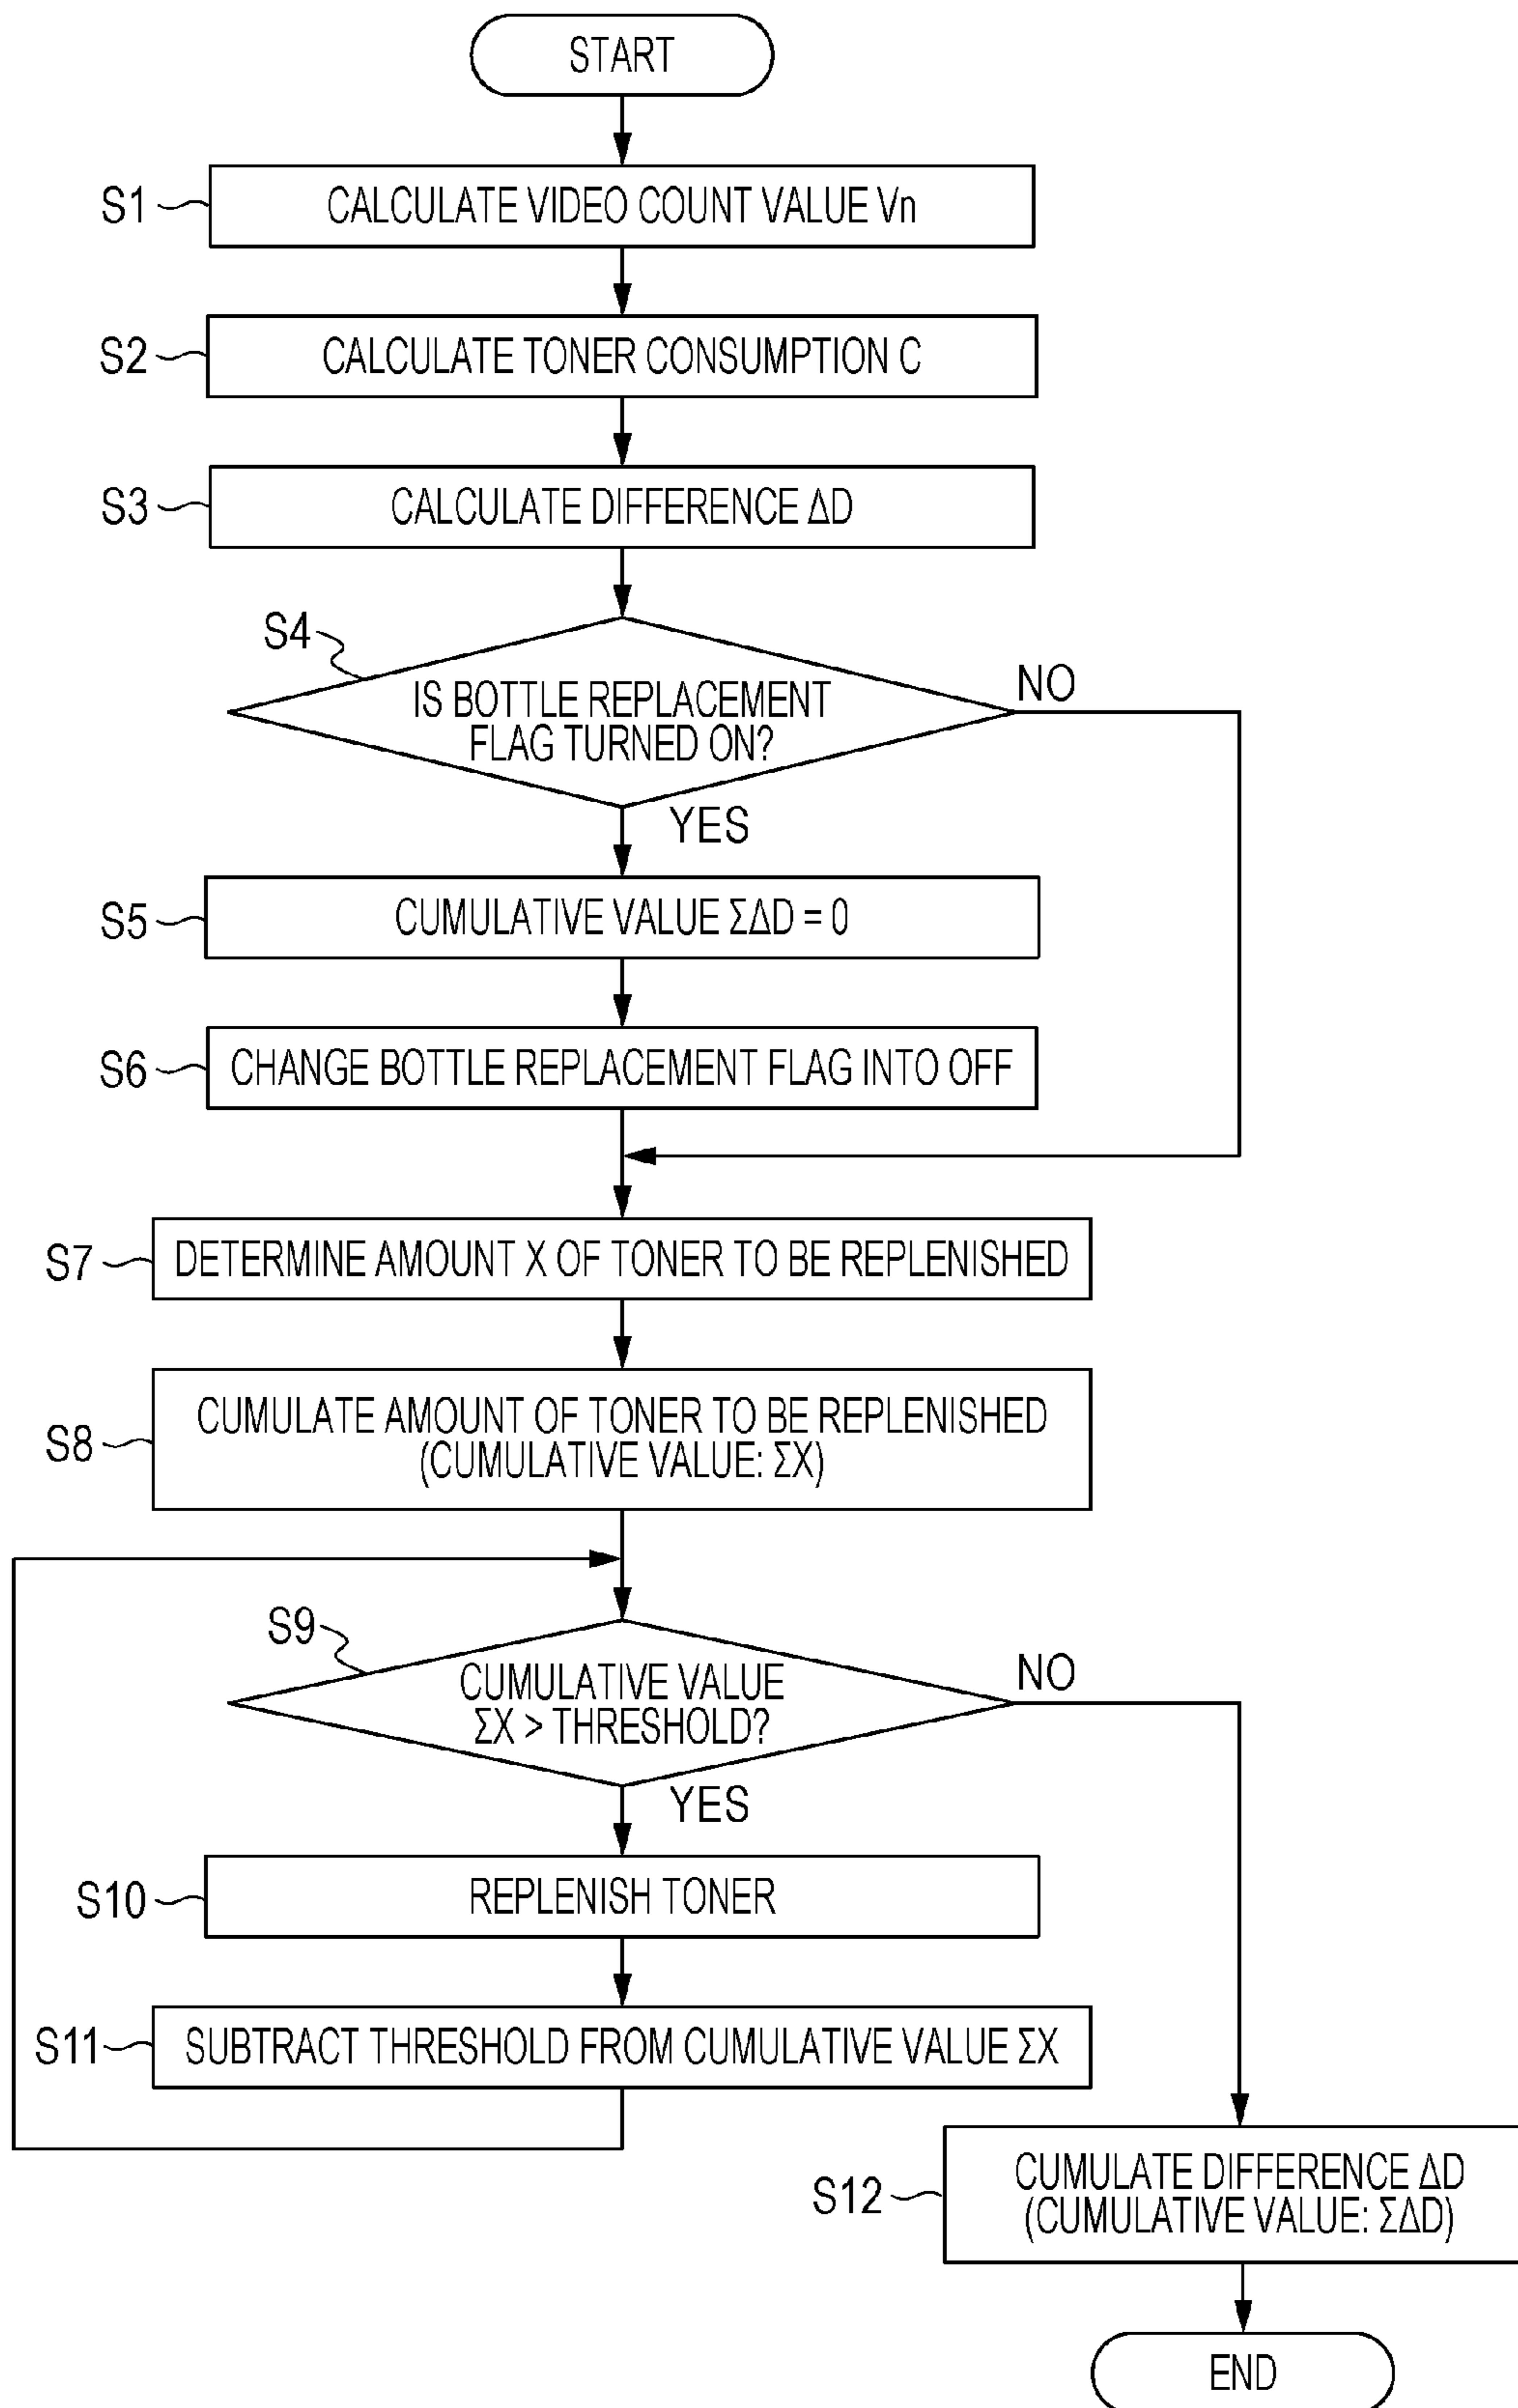 START
S1
CALCULATE VIDEO COUNT VALUE Vn
S2
CALCULATE TONER CONSUMPTION C
S3
CALCULATE DIFFERENCE ΔD
S4
IS BOTTLE REPLACEMENT
FLAG TURNED ON?
NO
YES
S5
CUMULATIVE VALUE ΣΔD = 0
S6
CHANGE BOTTLE REPLACEMENT FLAG INTO OFF
S7
DETERMINE AMOUNT X OF TONER TO BE REPLENISHED
S8
CUMULATE AMOUNT OF TONER TO BE REPLENISHED
(CUMULATIVE VALUE: ΣX)
S9
CUMULATIVE VALUE
ΣX > THRESHOLD?
NO
YES
S10
REPLENISH TONER
S11
SUBTRACT THRESHOLD FROM CUMULATIVE VALUE ΣX
S12
CUMULATE DIFFERENCE ΔD
(CUMULATIVE VALUE: ΣΔD)
END